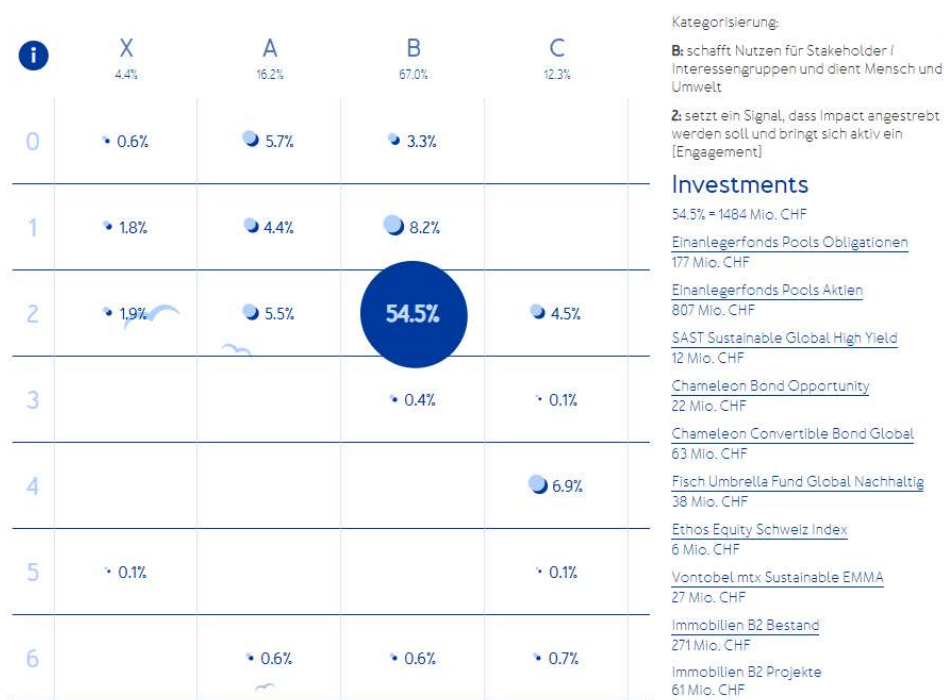 i
X
4.4%
A
16.2%
B
67.0%
C
12.3%
0
0.6%
5.7%
3.3%
1
1.8%
4.4%
8.2%
2
1.9%
5.5%
54.5%
4.5%
3
0.4%
0.1%
4
6.9%
5
0.1%
0.1%
6
0.6%
0.6%
0.7%
Kategorisierung:
B: schafft Nutzen für Stakeholder /
Interessengruppen und dient Mensch und
Umwelt
2: setzt ein Signal, dass Impact angestrebt
werden soll und bringt sich aktiv ein
[Engagement]
Investments
54.5% = 1484 Mio. CHF
Einanlegerfonds Pools Obligationen
177 Mio. CHF
Einanlegerfonds Pools Aktien
807 Mio. CHF
SAST Sustainable Global High Yield
12 Mio. CHF
Chameleon Bond Opportunity
22 Mio. CHF
Chameleon Convertible Bond Global
63 Mio. CHF
Fisch Umbrella Fund Global Nachhaltig
38 Mio. CHF
Ethos Equity Schweiz Index
6 Mio. CHF
Vontobel mtx Sustainable EMMA
27 Mio. CHF
Immobilien B2 Bestand
271 Mio. CHF
Immobilien B2 Projekte
61 Mio. CHF